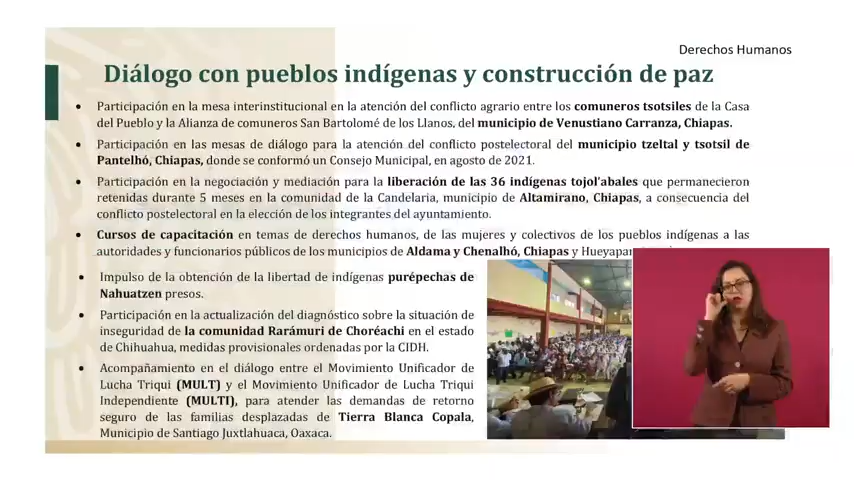 Derechos Humanos
Diálogo con pueblos indígenas y construcción de paz
• Participación en la mesa interinstitucional en la atención del conflicto agrario entre los comuneros tsotsiles de la Casa
del Pueblo y la Alianza de comuneros San Bartolomé de los Llanos, del municipio de Venustiano Carranza, Chiapas.
• Participación en las mesas de diálogo para la atención del conflicto postelectoral del municipio tzeltal y tsotsil de
Pantelhó, Chiapas, donde se conformó un Consejo Municipal, en agosto de 2021.
• Participación en la negociación y mediación para la liberación de las 36 indígenas tojol’abales que permanecieron
retenidas durante 5 meses en la comunidad de la Candelaria, municipio de Altamirano, Chiapas, a consecuencia del
conflicto postelectoral en la elección de los integrantes del ayuntamiento.
• Cursos de capacitación en temas de derechos humanos, de las mujeres y colectivos de los pueblos indígenas a las
autoridades y funcionarios públicos de los municipios de Aldama y Chenalhó, Chiapas y Hueyapan
• Impulso de la obtención de la libertad de indígenas purépechas de
Nahuatzen presos.
• Participación en la actualización del diagnóstico sobre la situación de
inseguridad de la comunidad Rarámuri de Choréachi en el estado
de Chihuahua, medidas provisionales ordenadas por la CIDH.
• Acompañamiento en el diálogo entre el Movimiento Unificador de
Lucha Triqui (MULT) y el Movimiento Unificador de Lucha Triqui
Independiente (MULTI), para atender las demandas de retorno
seguro de las familias desplazadas de Tierra Blanca Copala,
Municipio de Santiago Juxtlahuaca, Oaxaca.